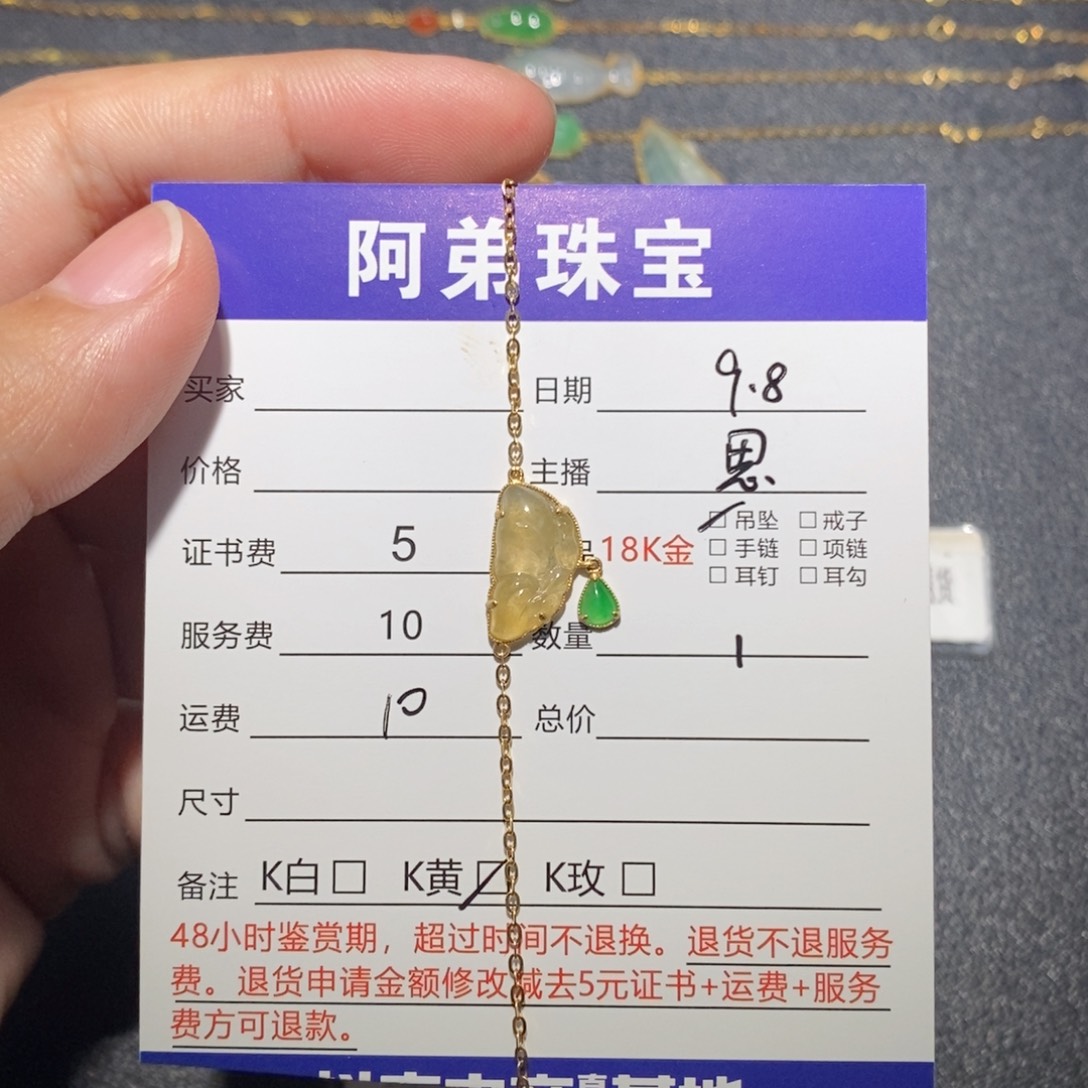 阿弟珠宝
买家 日期 9.8
价格 主播 思
证书费 5 18K金 □吊坠 □戒子
□手链 □项链
□耳钉 □耳勾
服务费 10 数量 1
运费 10 总价
尺寸
备注 K白□ K黄□ K玫□
48小时鉴赏期，超过时间不退换。退货不退服务
费。退货申请金额修改减去5元证书+运费+服务
费方可退款。